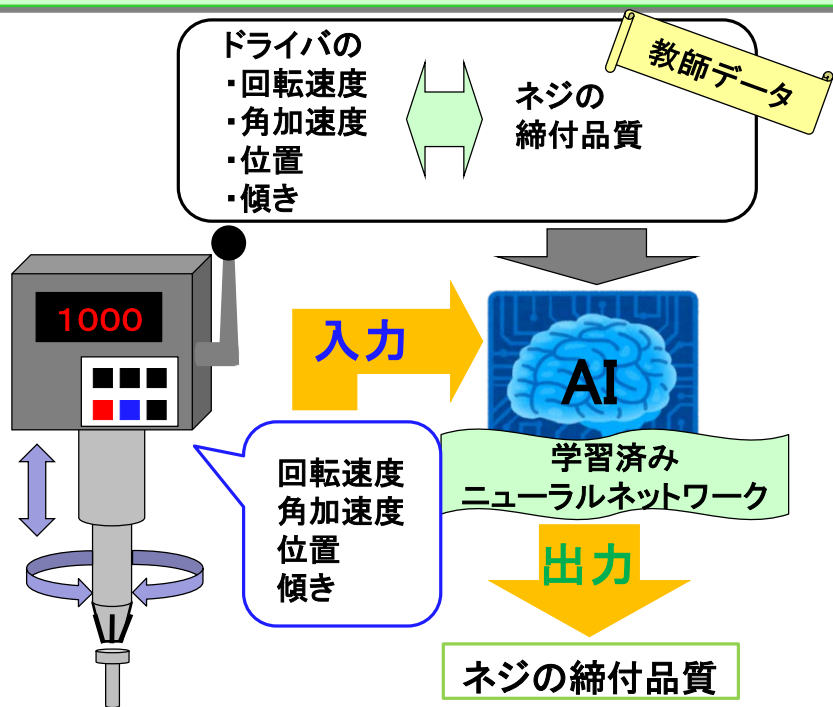 教師データ
ドライバの
・回転速度
・角加速度
・位置
・傾き
ネジの
締付品質
1000
入力
AI
学習済み
ニューラルネットワーク
回転速度
角加速度
位置
傾き
出力
ネジの締付品質